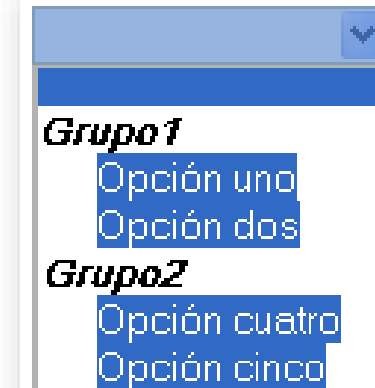 Grupo1
Opción uno
Opción dos
Grupo2
Opción cuatro
Opción cinco